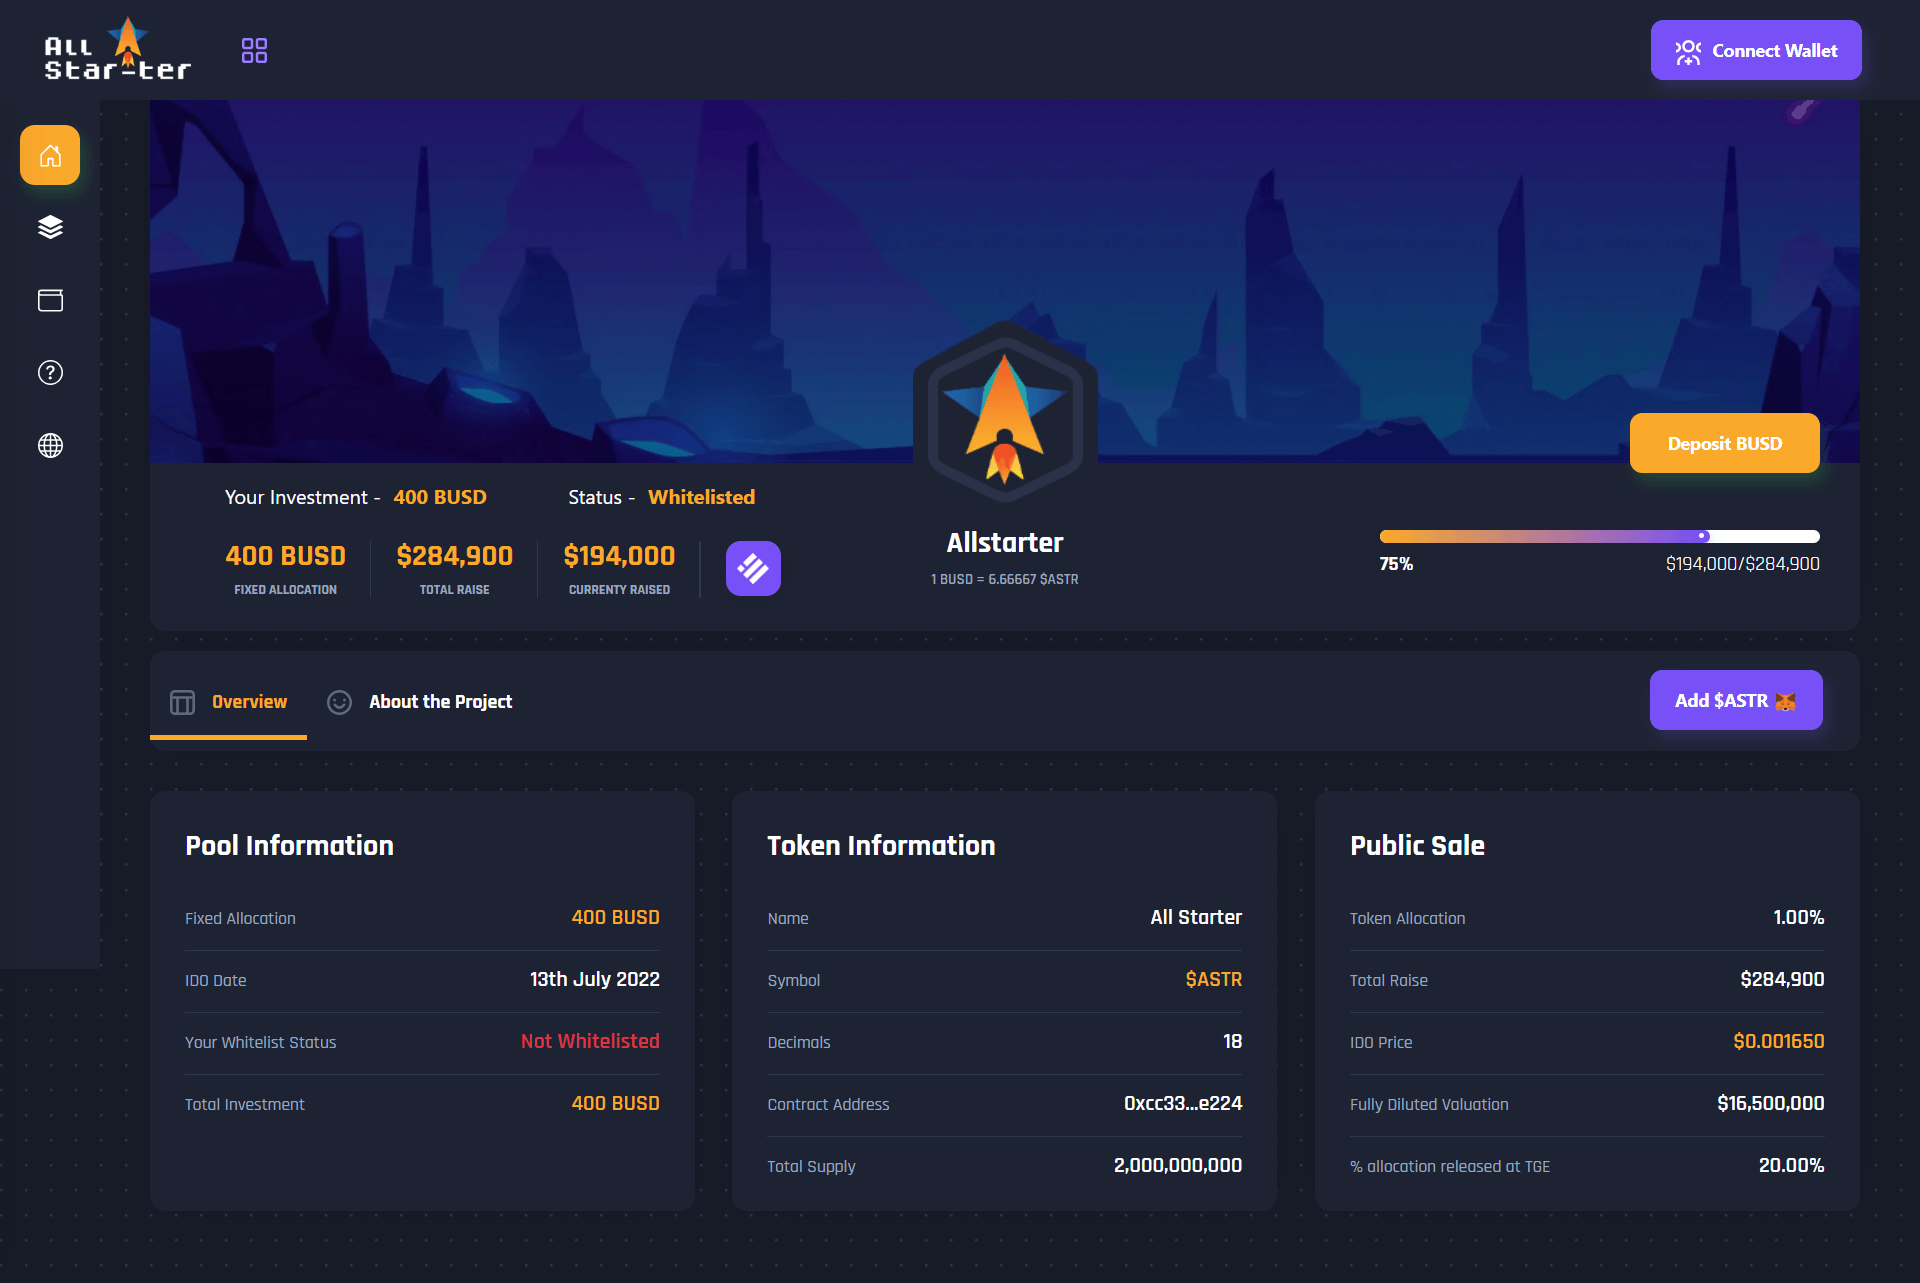 All
Star-ter
Connect Wallet
Deposit BUSD
Your Investment - 400 BUSD Status - Whitelisted
400 BUSD $284,900 $194,000
FIXED ALLOCATION TOTAL RAISE CURRENTY RAISED
Allstarter
1 BUSD = 6.66667 $ASTR
75% $194,000/$284,900
Overview About the Project
Add $ASTR
Pool Information
Fixed Allocation 400 BUSD
IDO Date 13th July 2022
Your Whitelist Status Not Whitelisted
Total Investment 400 BUSD
Token Information
Name All Starter
Symbol $ASTR
Decimals 18
Contract Address 0xcc33...e224
Total Supply 2,000,000,000
Public Sale
Token Allocation 1.00%
Total Raise $284,900
IDO Price $0.001650
Fully Diluted Valuation $16,500,000
% allocation released at TGE 20.00%